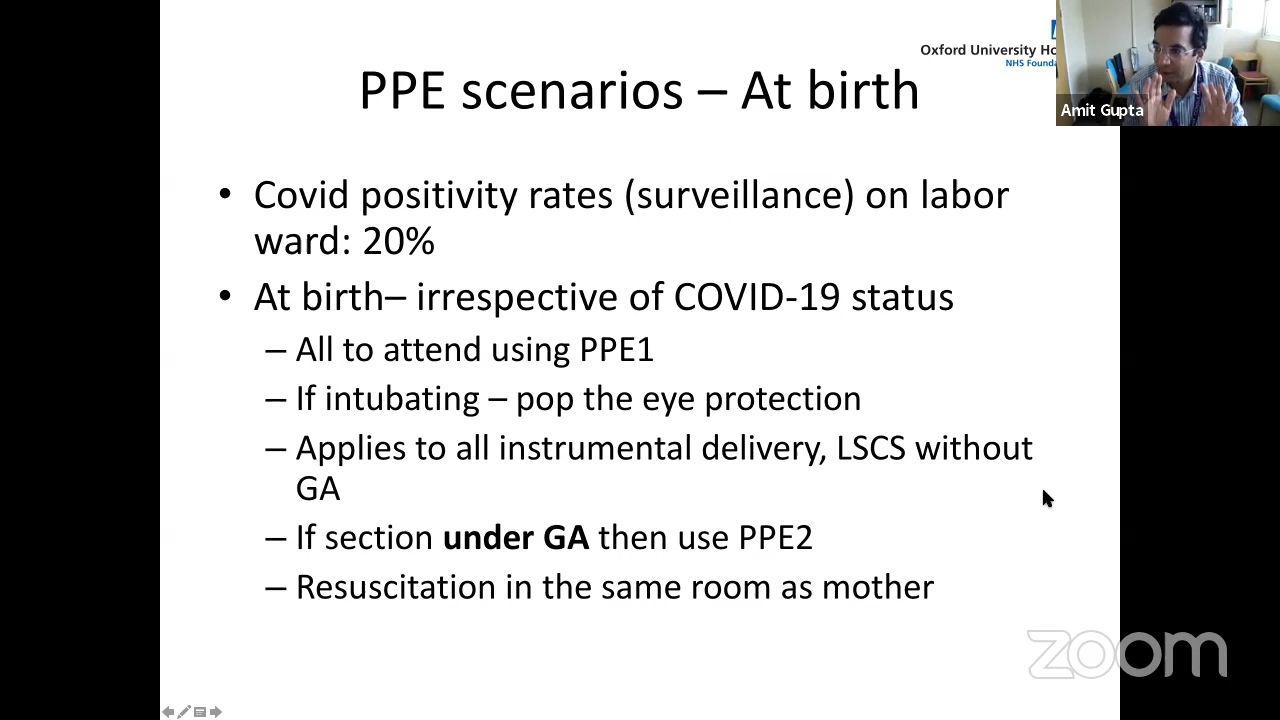 Oxford University Ho
NHS Founda
Amit Gupta
PPE scenarios – At birth
• Covid positivity rates (surveillance) on labor
ward: 20%
• At birth– irrespective of COVID-19 status
– All to attend using PPE1
– If intubating – pop the eye protection
– Applies to all instrumental delivery, LSCS without
GA
– If section under GA then use PPE2
– Resuscitation in the same room as mother
zoom